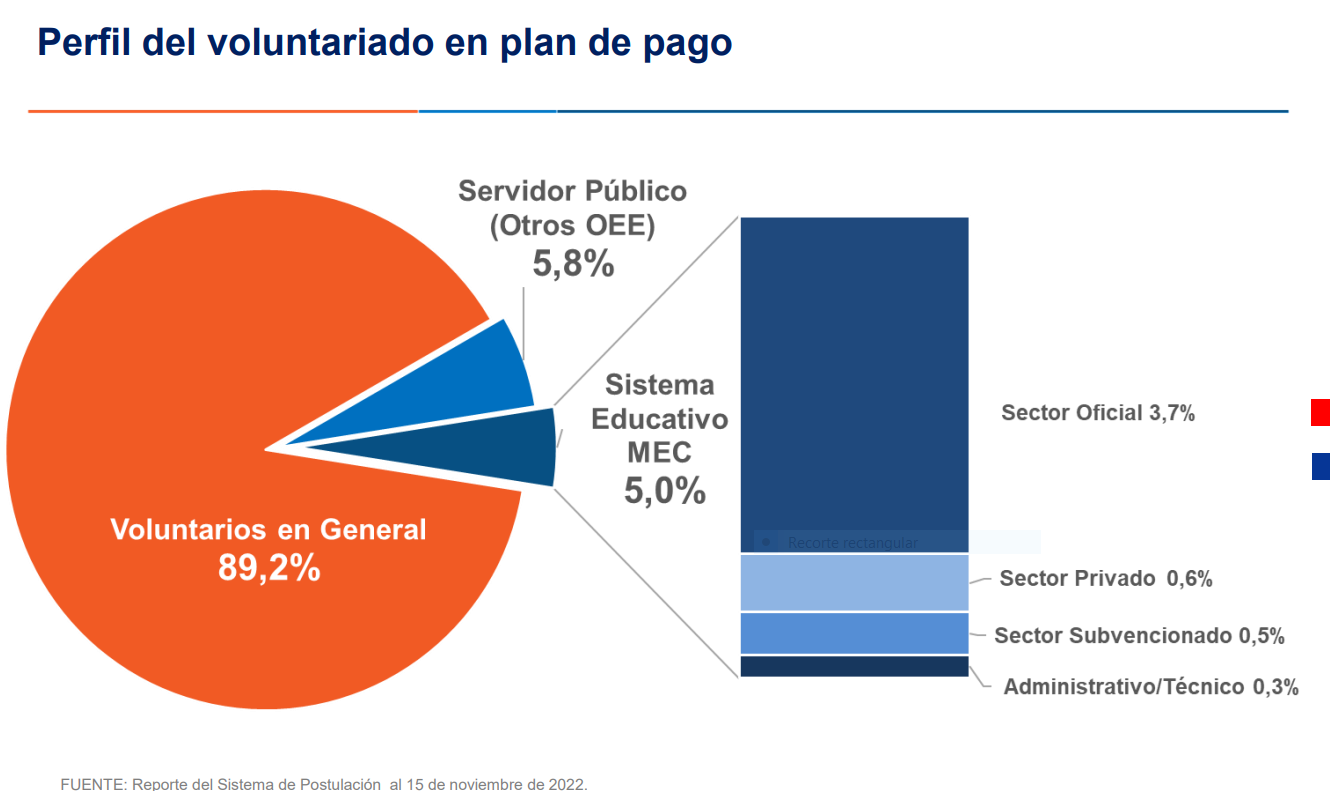 Perfil del voluntariado en plan de pago
Servidor Público
(Otros OEE)
5,8%
Sistema
Educativo
MEC
5,0%
Voluntarios en General
89,2%
Sector Oficial 3,7%
Recorte rectangular
Sector Privado 0,6%
Sector Subvencionado 0,5%
Administrativo/Técnico 0,3%
FUENTE: Reporte del Sistema de Postulación al 15 de noviembre de 2022.